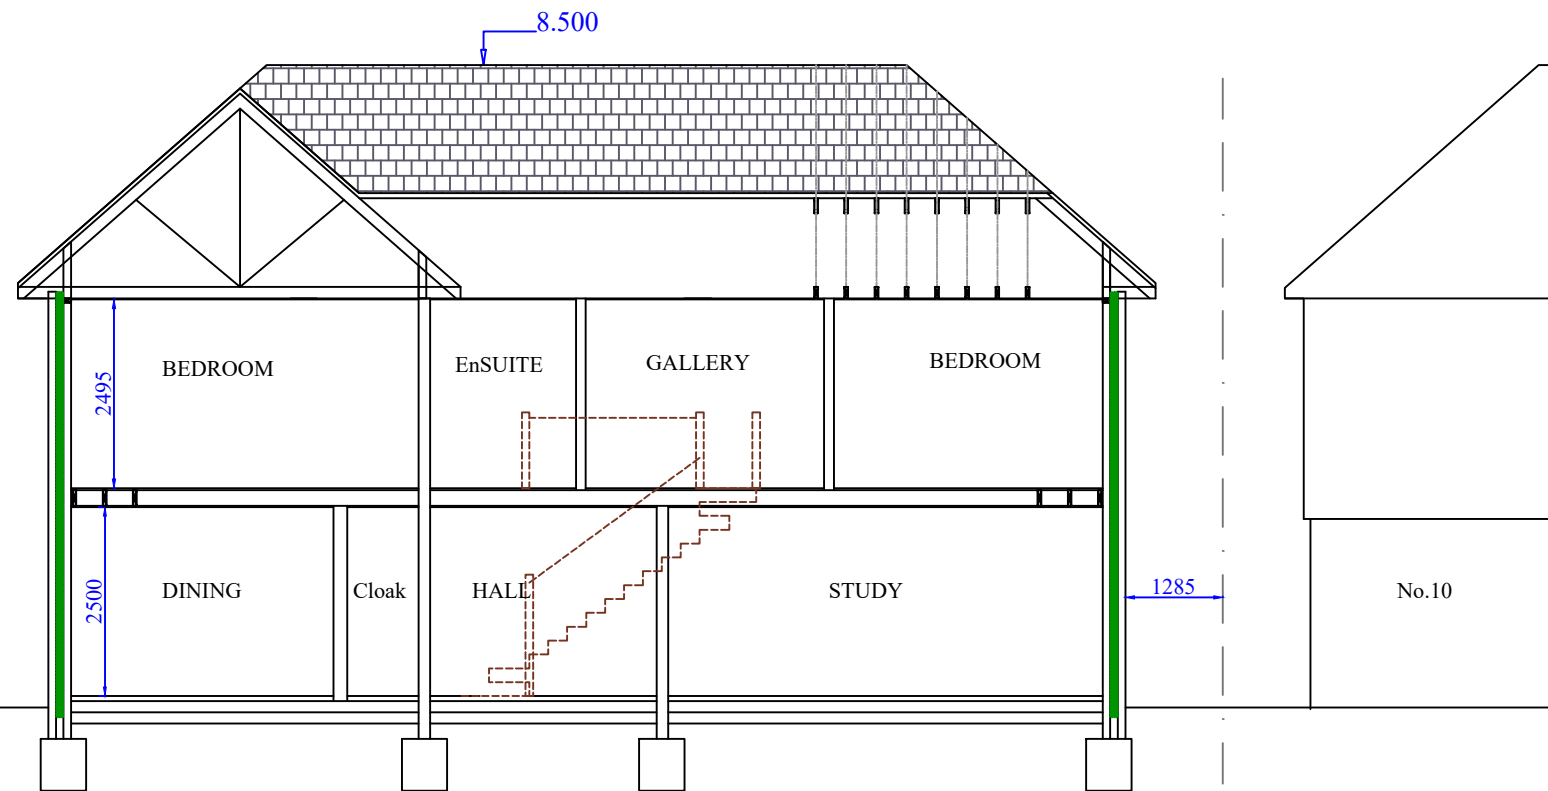 8.500
BEDROOM
EnSUITE
GALLERY
BEDROOM
2495
DINING
Cloak
HALL
STUDY
2500
1285
No.10